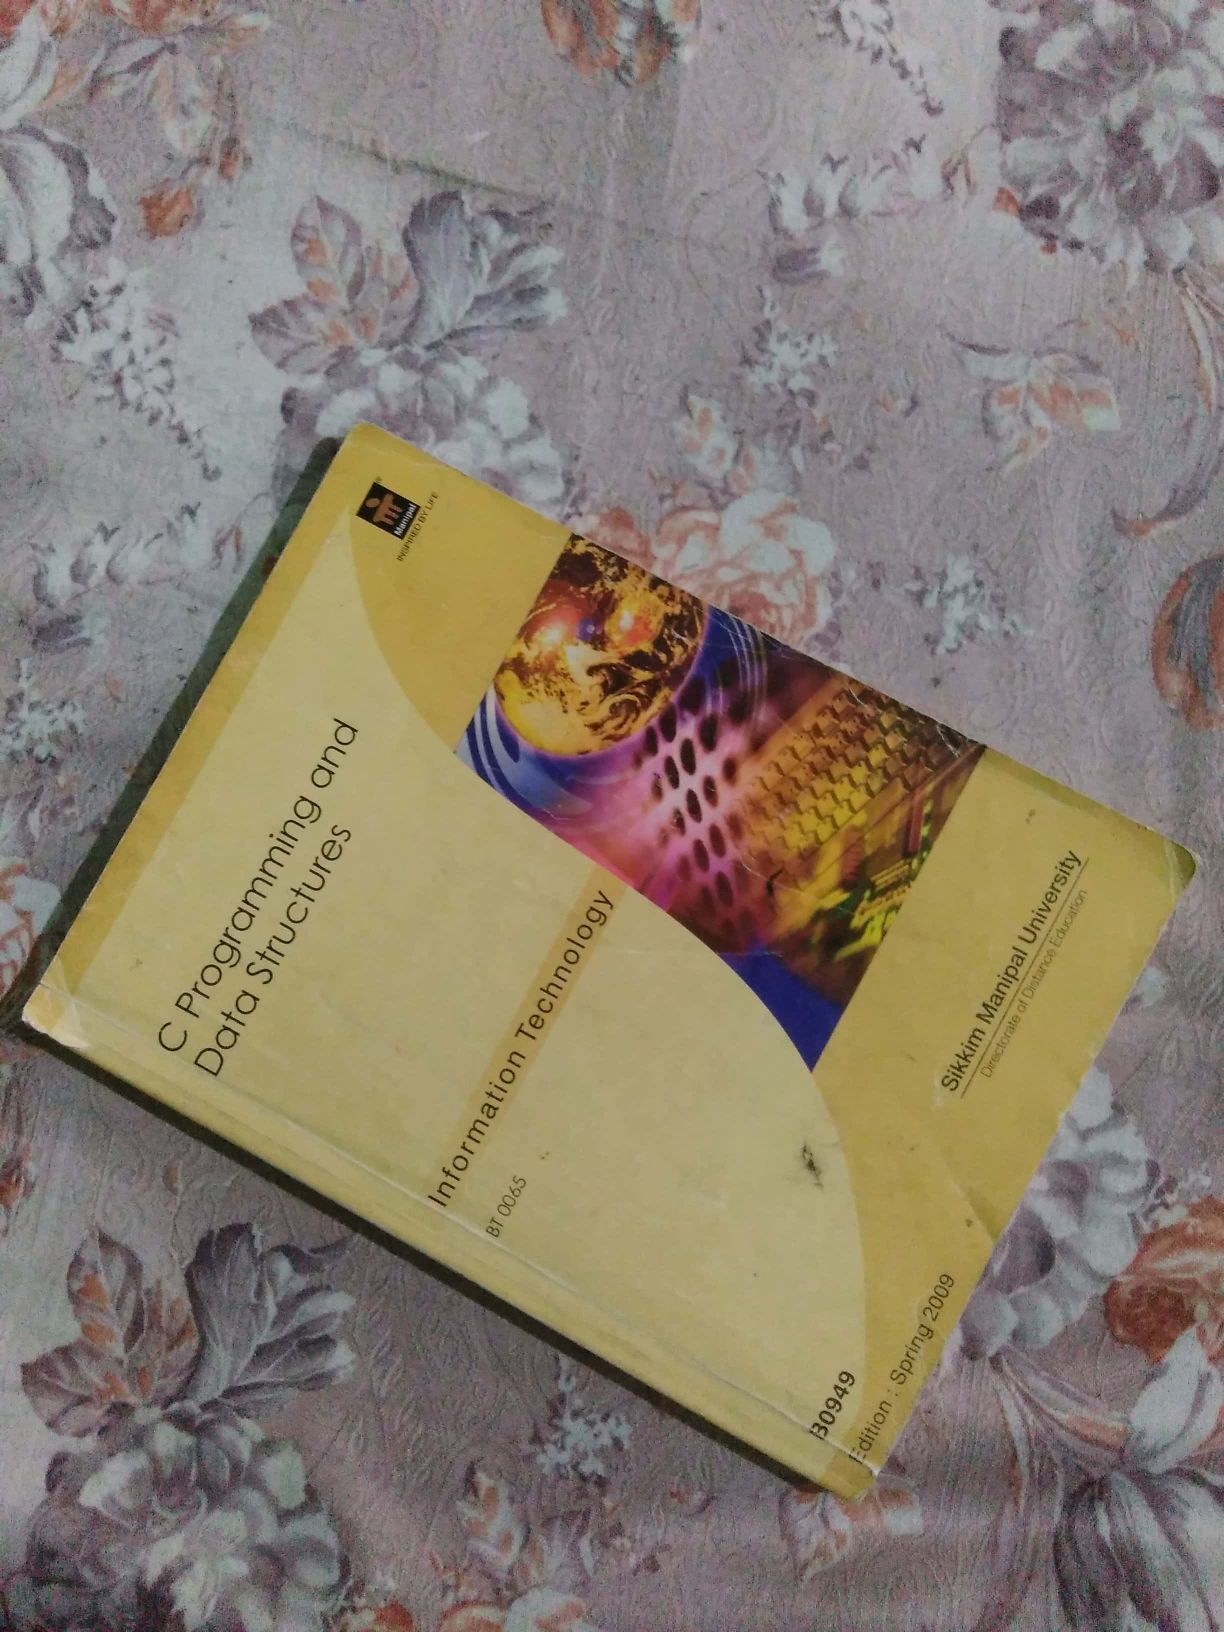 Manipal
INSPIRED BY LIFE
C Programming and
Data Structures
Information Technology
BT 0065
Sikkim Manipal University
Directorate of Distance Education
B0949
Edition : Spring 2009